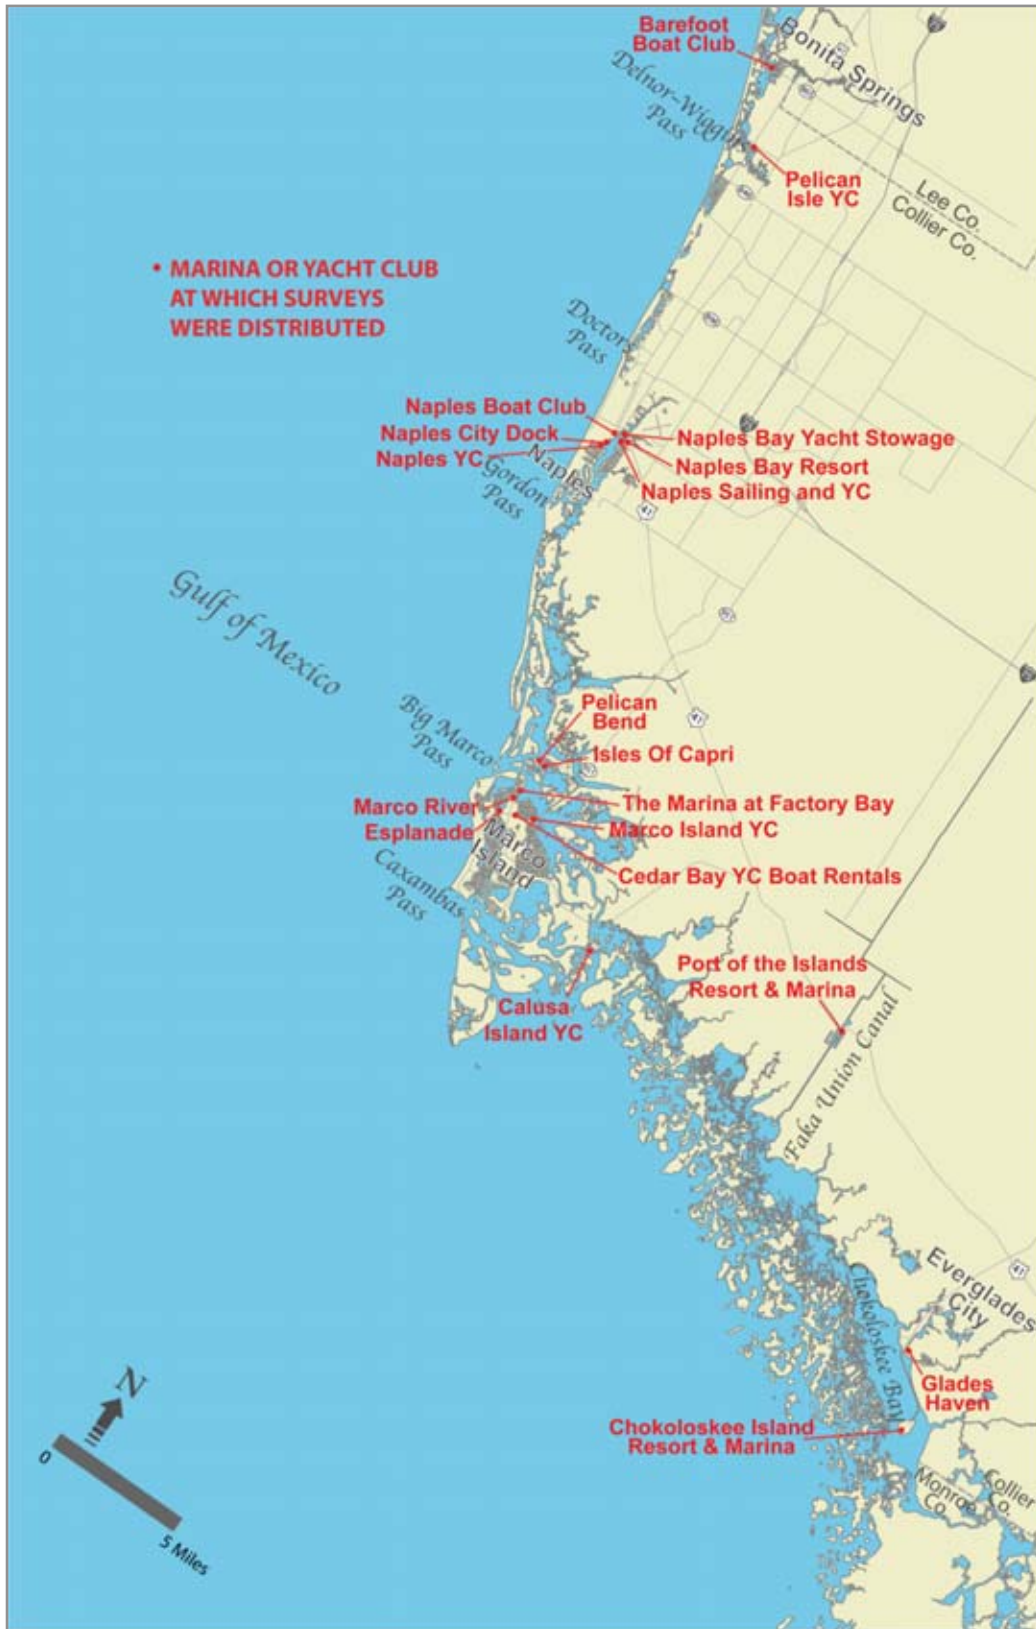 Barefoot
Boat Club
Bonita Springs
Delnor-Wiggins
Pass
Pelican
Isle YC
Lee Co.
Collier Co.
• MARINA OR YACHT CLUB
AT WHICH SURVEYS
WERE DISTRIBUTED
Doctors
Pass
Naples Boat Club
Naples City Dock
Naples YC
Naples Bay Yacht Stowage
Naples Bay Resort
Naples Sailing and YC
Naples
Gordon
Pass
41
Gulf of Mexico
Pelican
Bend
41
Big Marco
Pass
Isles Of Capri
Marco River
Esplanade
The Marina at Factory Bay
Marco Island YC
Marco
Island
Cedar Bay YC Boat Rentals
Caxambas
Pass
Port of the Islands
Resort & Marina
Calusa
Island YC
Faka Union Canal
Everglades
City
41
Chokoloskee Bay
Glades
Haven
Chokoloskee Island
Resort & Marina
Monroe
Co.
Collier
Co.
N
0
5 Miles